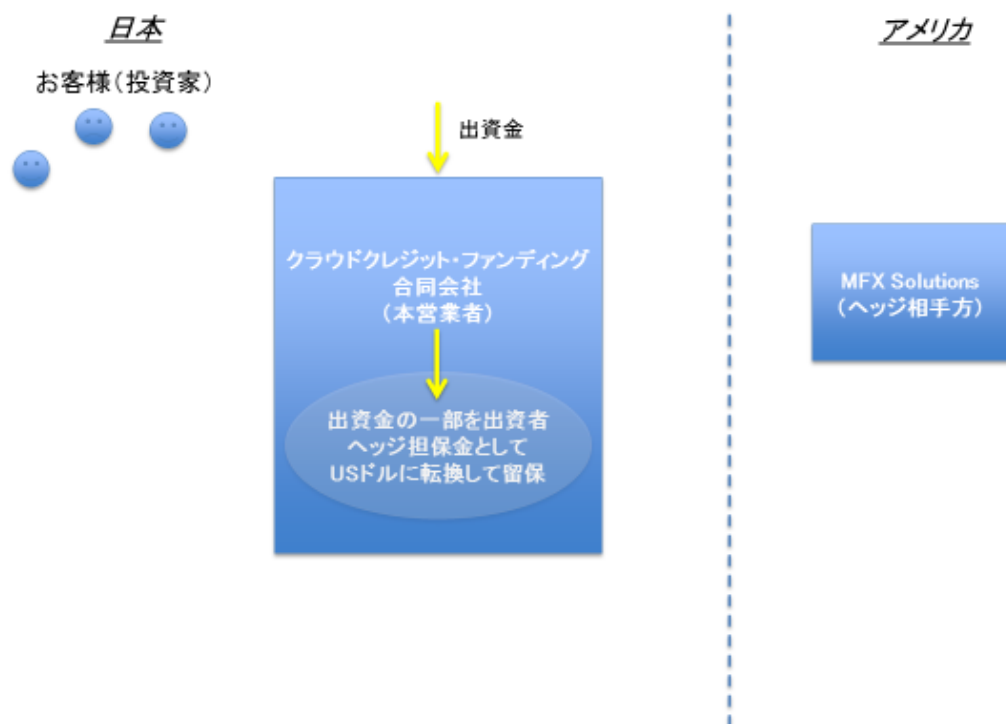 日本
アメリカ
お客様(投資家)
出資金
クラウドクレジット・ファンディング
合同会社
(本営業者)
MFX Solutions
(ヘッジ相手方)
出資金の一部を出資者
ヘッジ担保金として
USドルに転換して留保